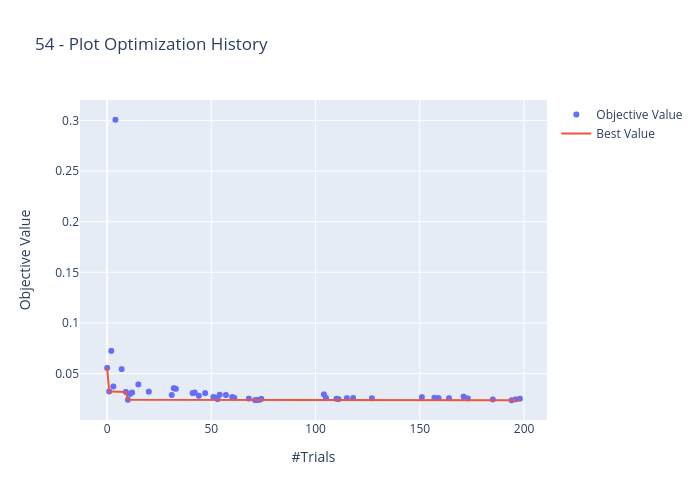 54 - Plot Optimization History
Objective Value
Best Value
0.3
0.25
0.2
0.15
0.1
0.05
Objective Value
0
50
100
150
200
#Trials